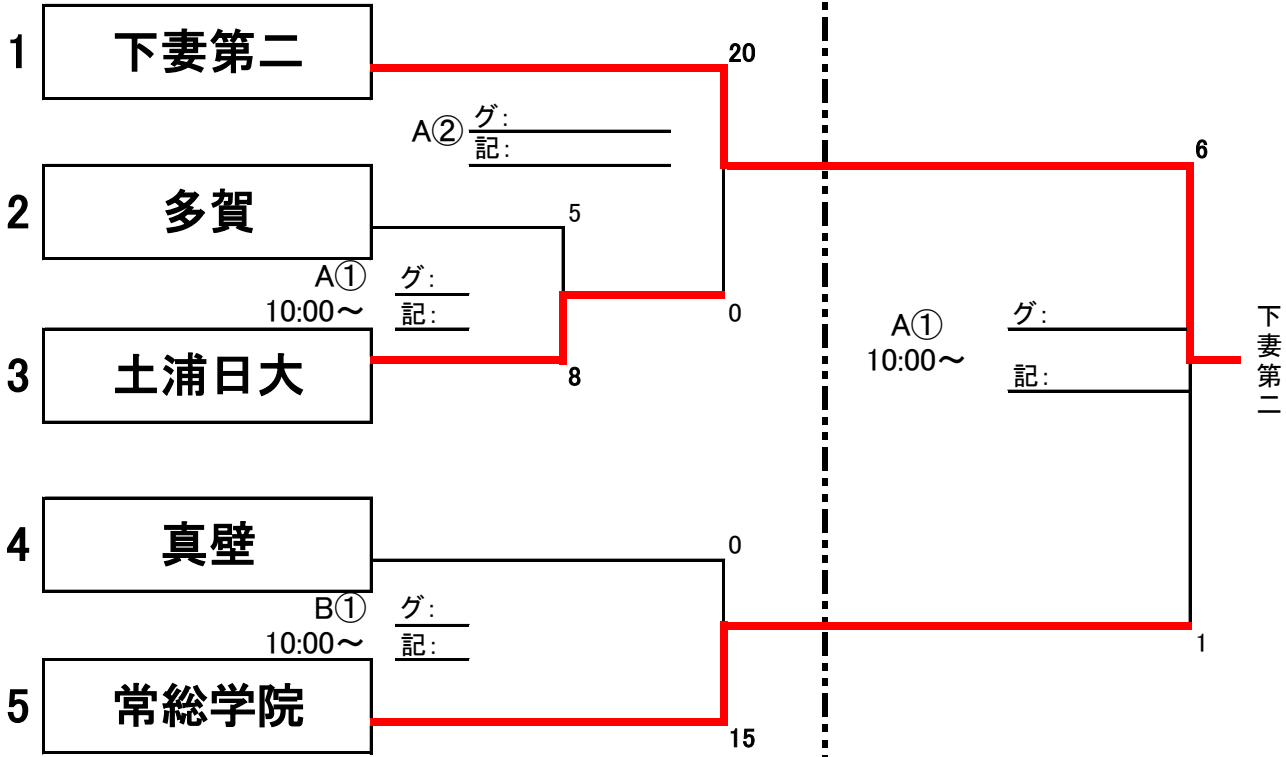 1 下妻第二
20
A② グ:
記:
6
2 多賀
5
A① グ:
10:00～ 記:
0
3 土浦日大
8
A① グ:
10:00～ 記:
下妻第二
4 真壁
0
B① グ:
10:00～ 記:
1
5 常総学院
15